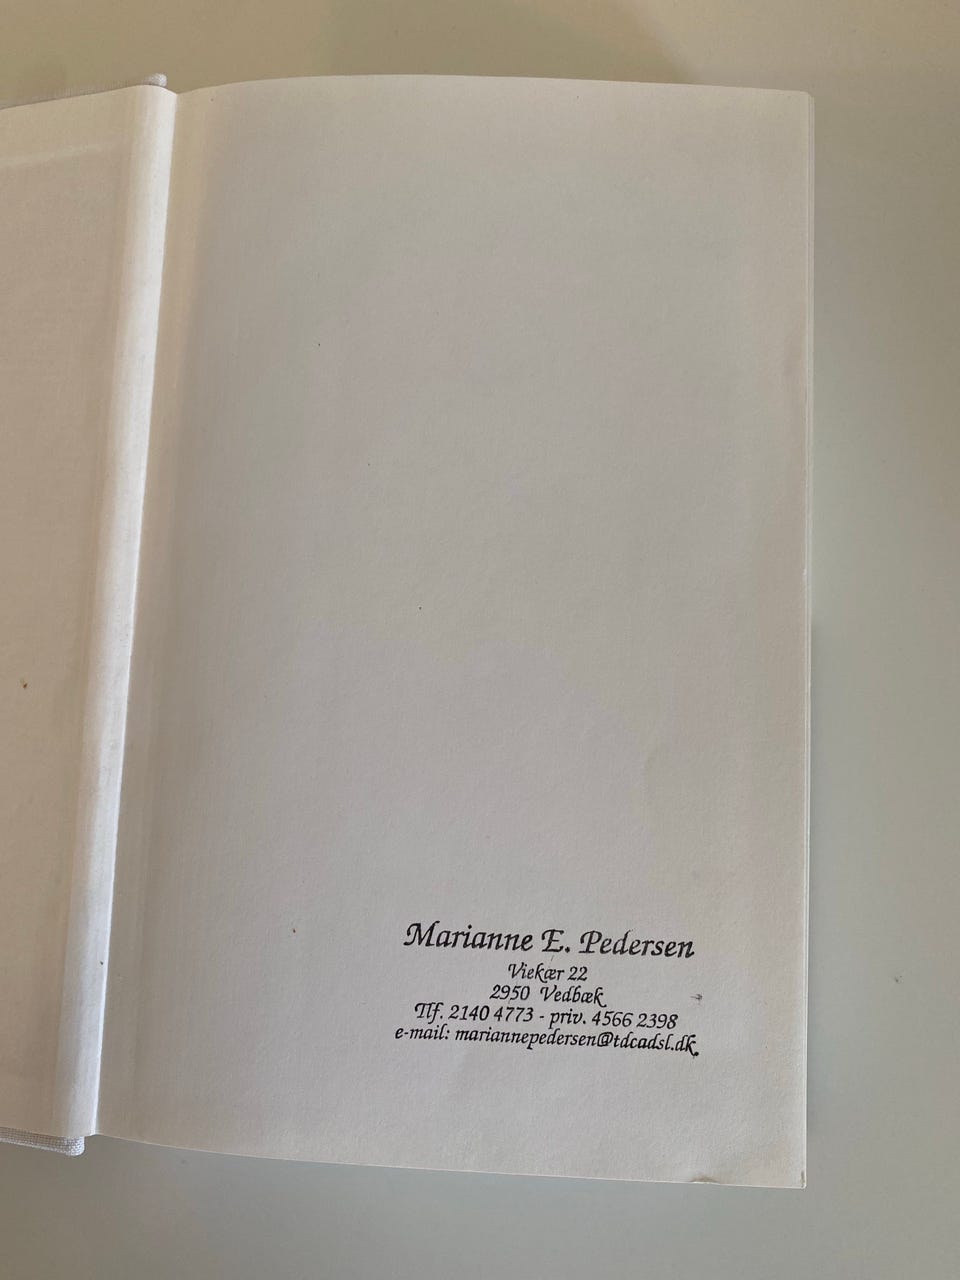 Marianne E. Pedersen
Viekær 22
2950 Vedbæk
Tlf. 2140 4773 - priv. 4566 2398
e-mail: mariannepedersen@tdcadsl.dk